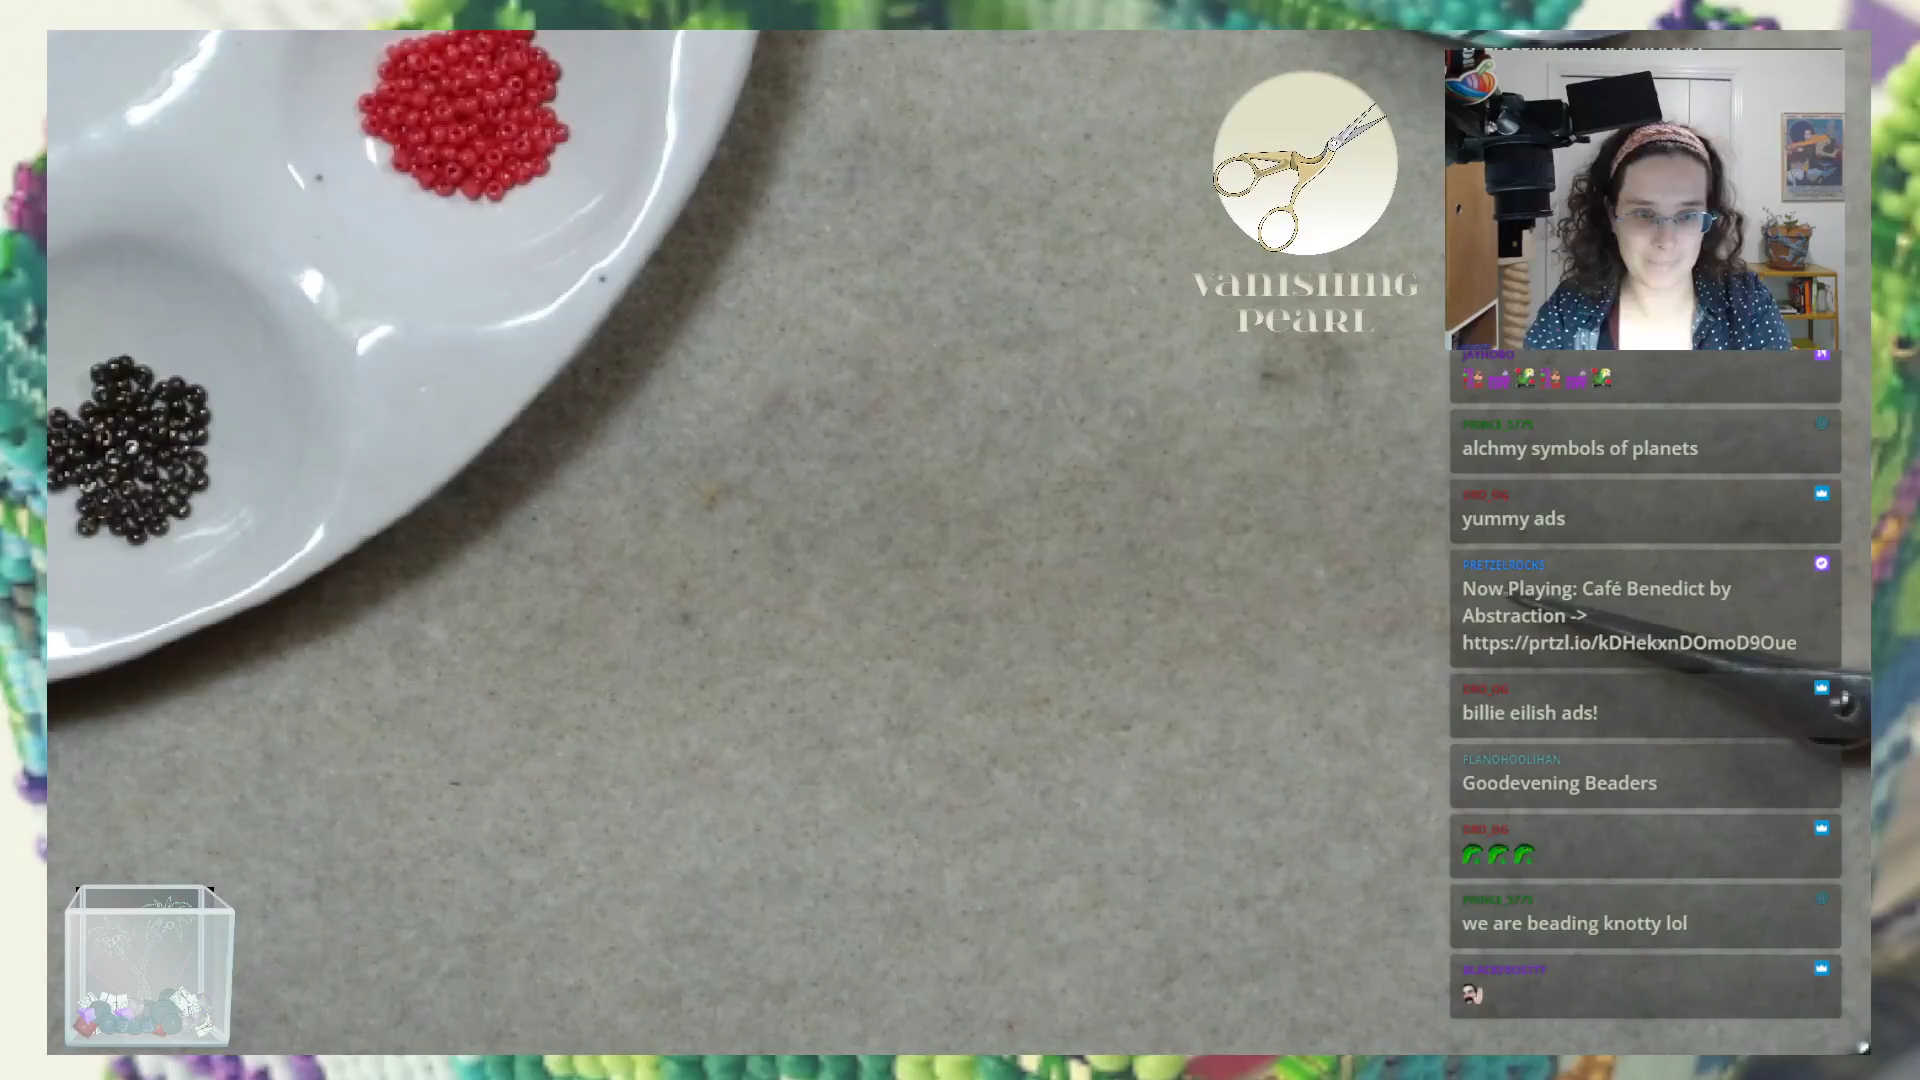 VANISHING
PEARL
JAYHOBO
alchmy symbols of planets
yummy ads
PRETZELROCKS
Now Playing: Café Benedict by
Abstraction ->
https://prtzl.io/kDHekxnDOmoD9Oue
billie eilish ads!
FLANOHOOLIHAN
Goodevening Beaders
we are beading knotty lol